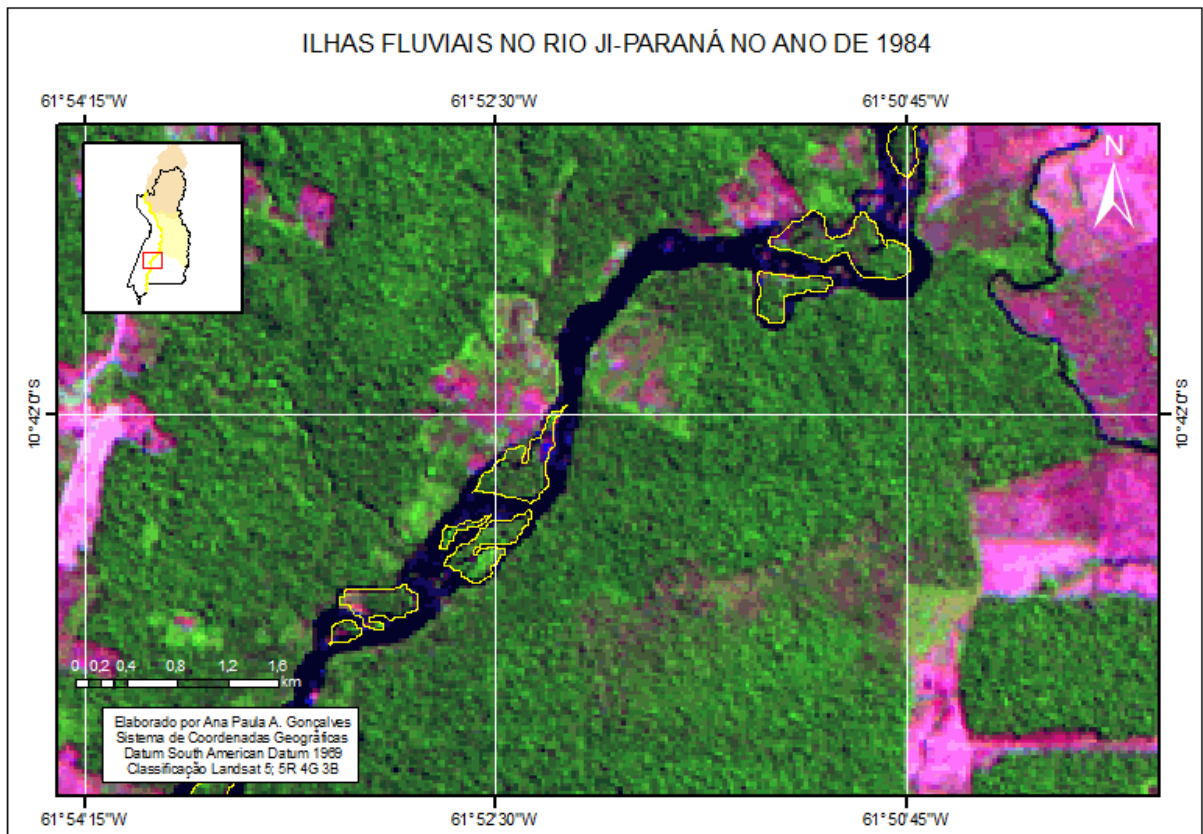 ILHAS FLUVIAIS NO RIO JI-PARANÁ NO ANO DE 1984
61°54'15"W 61°52'30"W 61°50'45"W
N
10°42'0"S 10°42'0"S
0 0,2 0,4 0,8 1,2 1,6
km
Elaborado por Ana Paula A. Gonçalves
Sistema de Coordenadas Geográficas
Datum South American Datum 1969
Classificação Landsat 5; 5R 4G 3B
61°54'15"W 61°52'30"W 61°50'45"W